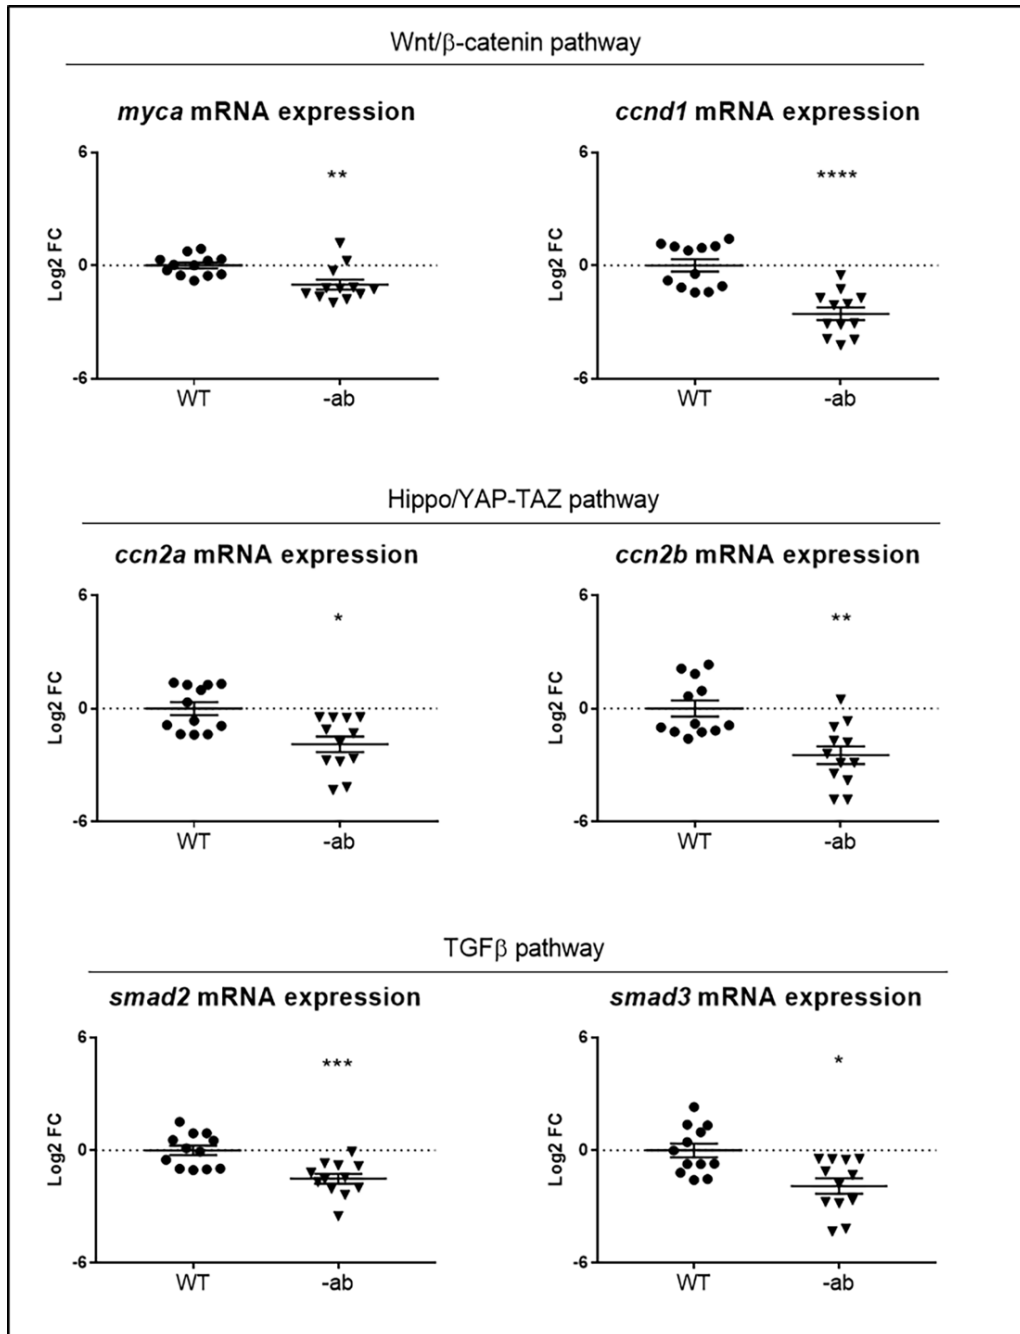 Wnt/β-catenin pathway
myca mRNA expression
ccnd1 mRNA expression
6
**
Log2 FC
0
-6
WT
-ab
6
****
Log2 FC
0
-6
WT
-ab
Hippo/YAP-TAZ pathway
ccn2a mRNA expression
ccn2b mRNA expression
6
*
Log2 FC
0
-6
WT
-ab
6
**
Log2 FC
0
-6
WT
-ab
TGFβ pathway
smad2 mRNA expression
smad3 mRNA expression
6
***
Log2 FC
0
-6
WT
-ab
6
*
Log2 FC
0
-6
WT
-ab